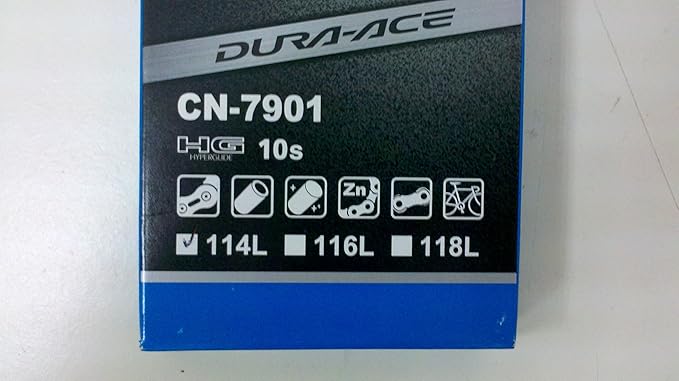 DURA-ACE
CN-7901
HG 10s
HYPERGLIDE
Zn
114L 116L 118L